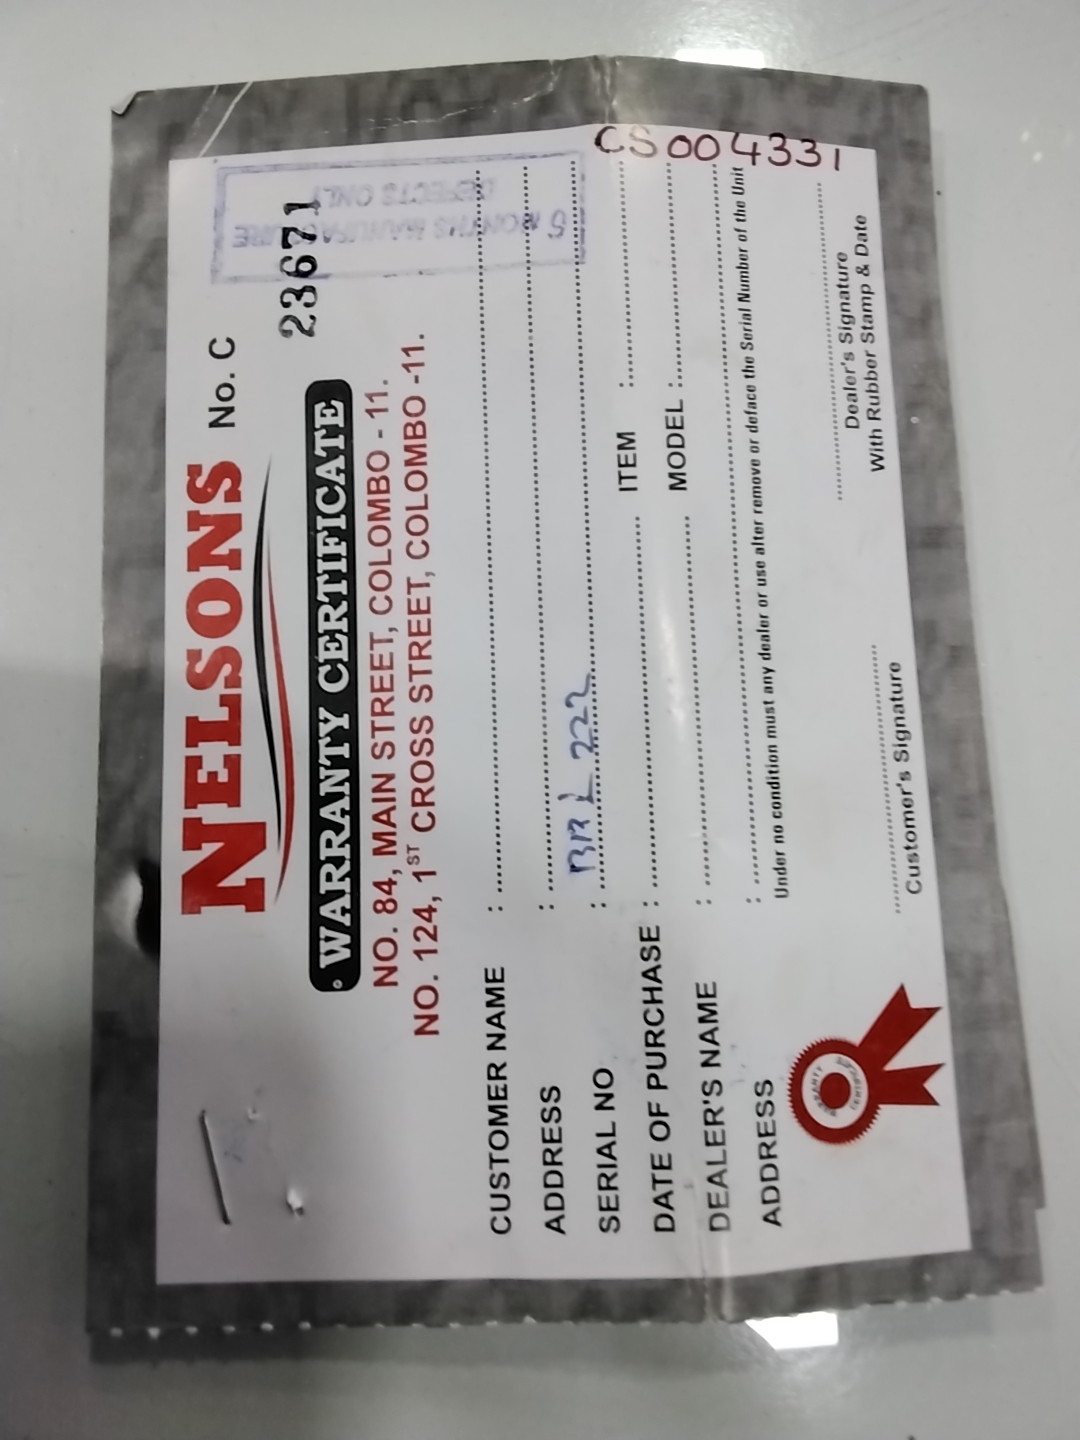 NELSONS
No. C
23671
6 MONTHS MANUFACTURE
DEFECTS ONLY
WARRANTY CERTIFICATE
NO. 84, MAIN STREET, COLOMBO - 11.
NO. 124, 1ST CROSS STREET, COLOMBO -11.
CUSTOMER NAME :
ADDRESS :
SERIAL NO : 222
CS004331
DATE OF PURCHASE : ITEM :
DEALER'S NAME : MODEL :
ADDRESS :
Under no condition must any dealer or use alter remove or deface the Serial Number of the Unit
Customer's Signature
Dealer's Signature
With Rubber Stamp & Date